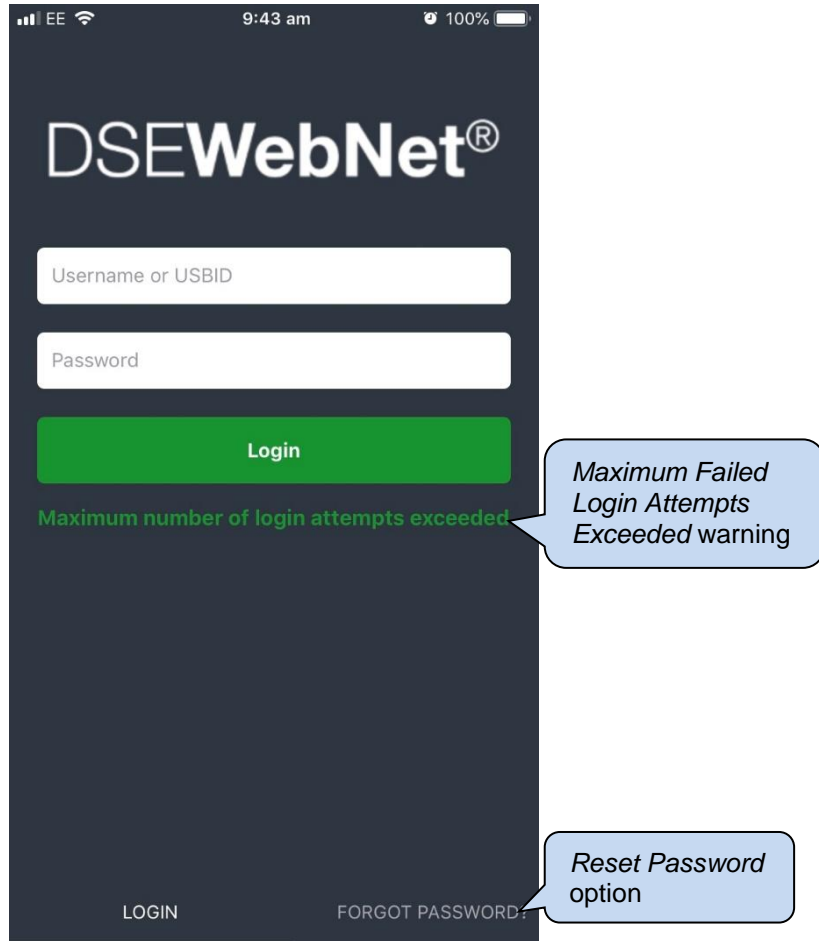 EE 9:43 am 100%
DSEWebNet®
Username or USBID
Password
Login
Maximum number of login attempts exceeded
Maximum Failed
Login Attempts
Exceeded warning
Reset Password
option
LOGIN FORGOT PASSWORD?